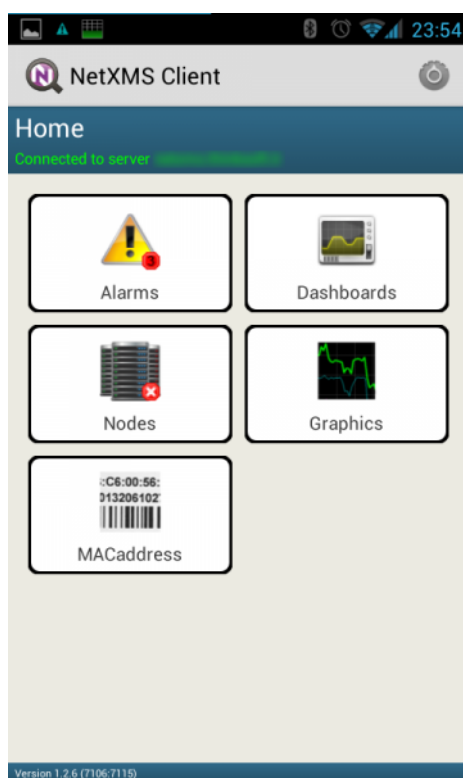 23:54
NetXMS Client
Home
Connected to server
3
Alarms
Dashboards
Nodes
Graphics
:C6:00:56:
013206102
MACaddress
Version 1.2.6 (7106:7115)